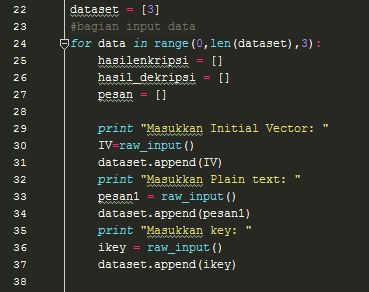 22 dataset = [3]
23 #bagian input data
24 for data in range(0,len(dataset),3):
25 hasilenkripsi = []
26 hasil_dekripsi = []
27 pesan = []
28
29 print "Masukkan Initial Vector: "
30 IV=raw_input()
31 dataset.append(IV)
32 print "Masukkan Plain text: "
33 pesan1 = raw_input()
34 dataset.append(pesan1)
35 print "Masukkan key: "
36 ikey = raw_input()
37 dataset.append(ikey)
38